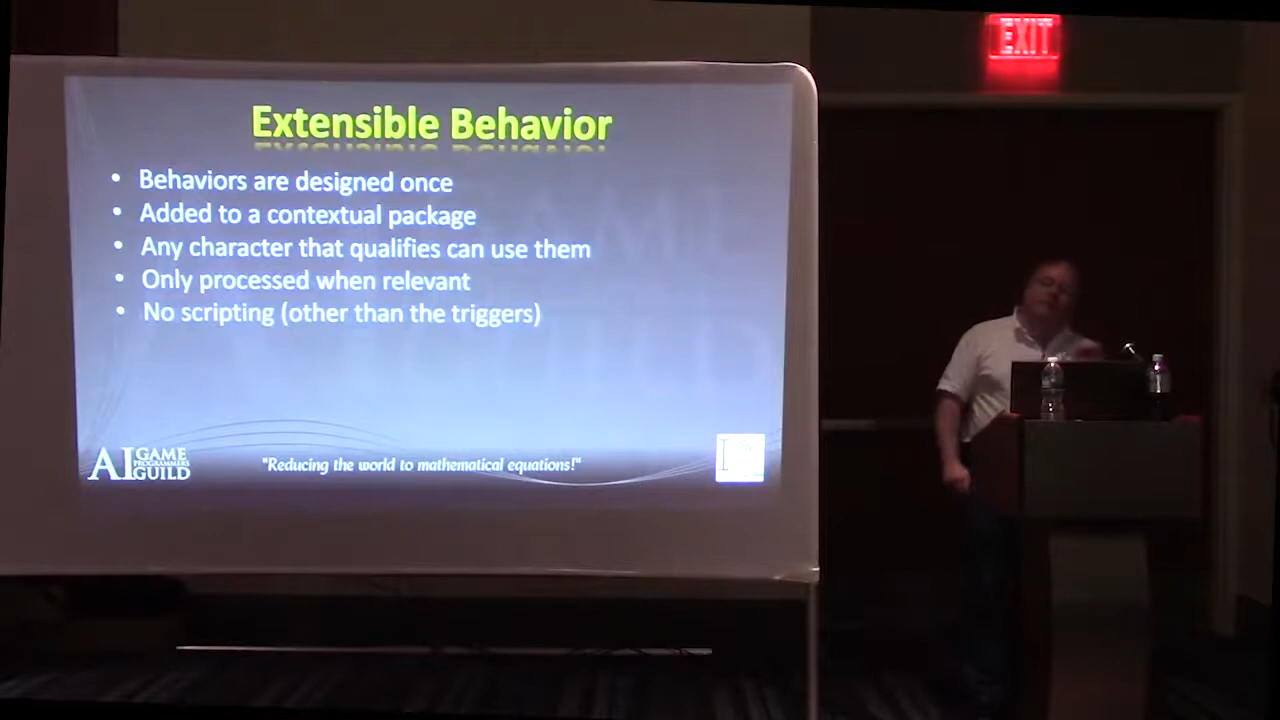 EXIT
Extensible Behavior
• Behaviors are designed once
• Added to a contextual package
• Any character that qualifies can use them
• Only processed when relevant
• No scripting (other than the triggers)
AI GAME
PROGRAMMERS
GUILD
"Reducing the world to mathematical equations!"